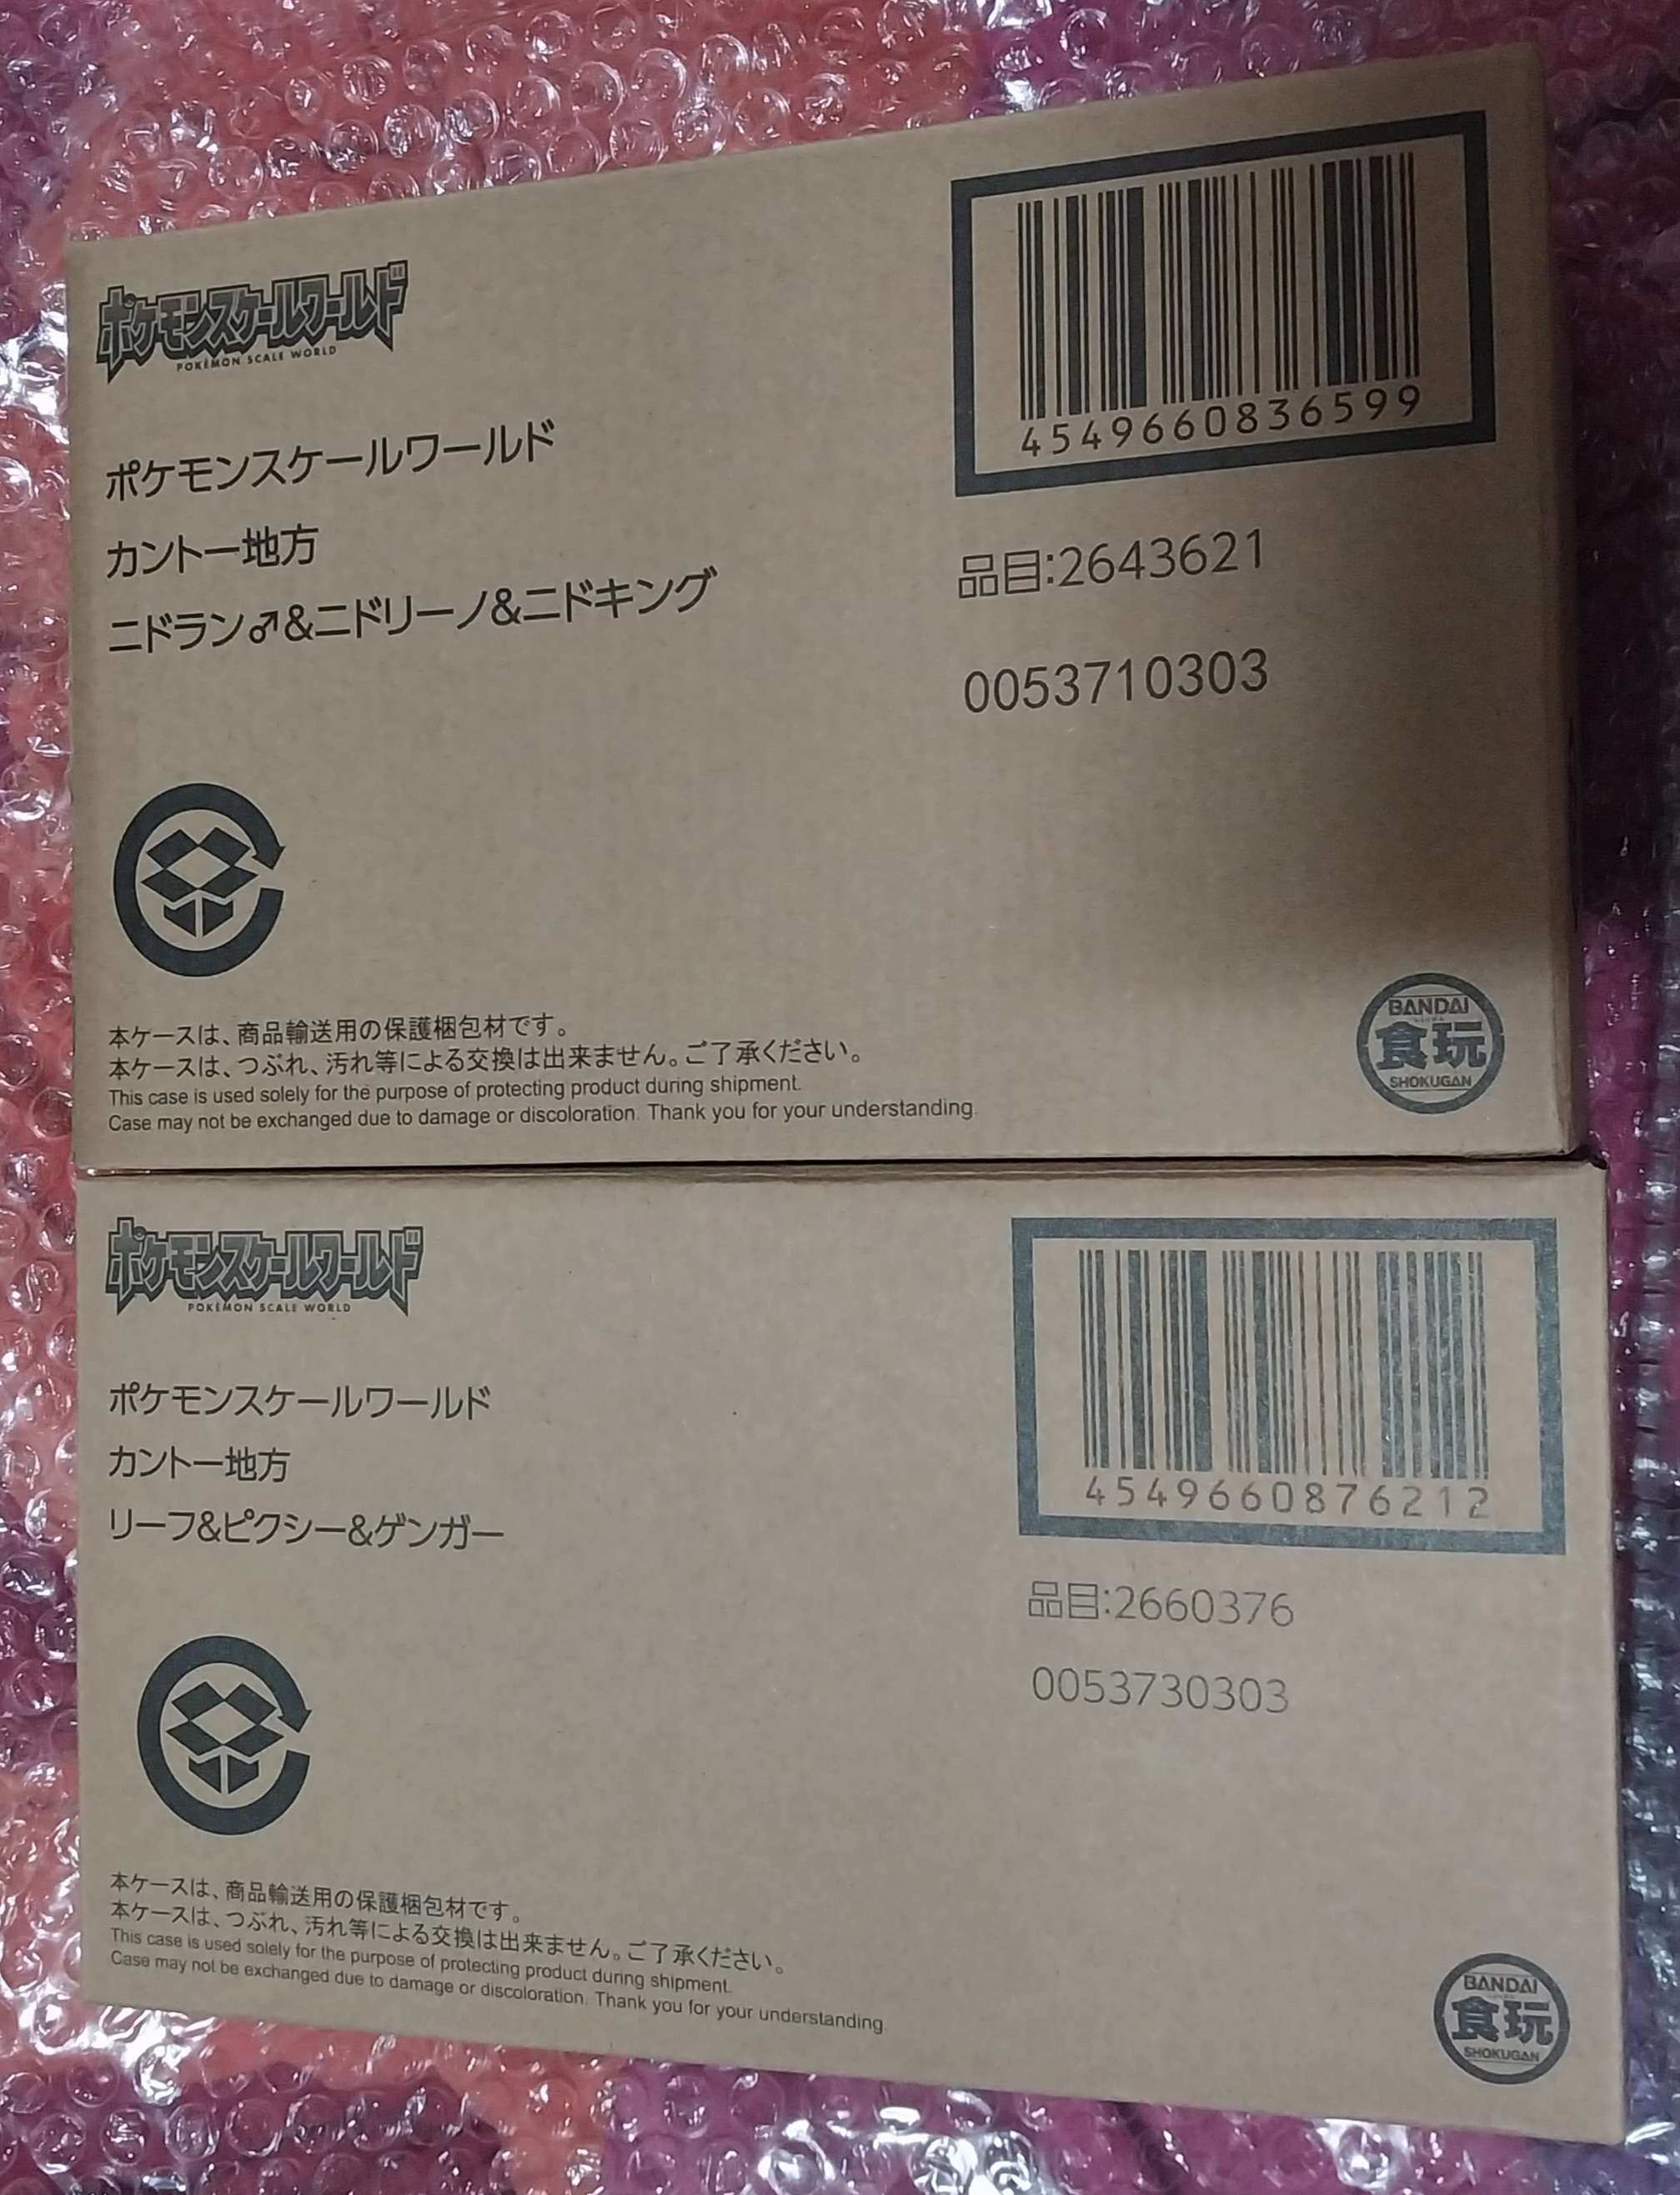 ポケモンスケールワールド
POKÉMON SCALE WORLD
4549660836599
ポケモンスケールワールド
カントー地方
ニドラン♂&ニドリーノ&ニドキング
品目:2643621
0053710303
本ケースは、商品輸送用の保護梱包材です。
本ケースは、つぶれ、汚れ等による交換は出来ません。ご了承ください。
This case is used solely for the purpose of protecting product during shipment.
Case may not be exchanged due to damage or discoloration. Thank you for your understanding.
BANDAI
食玩
SHOKUGAN
ポケモンスケールワールド
POKÉMON SCALE WORLD
4549660876212
ポケモンスケールワールド
カントー地方
リーフ&ピクシー&ゲンガー
品目:2660376
0053730303
本ケースは、商品輸送用の保護梱包材です。
本ケースは、つぶれ、汚れ等による交換は出来ません。ご了承ください。
This case is used solely for the purpose of protecting product during shipment.
Case may not be exchanged due to damage or discoloration. Thank you for your understanding.
BANDAI
食玩
SHOKUGAN